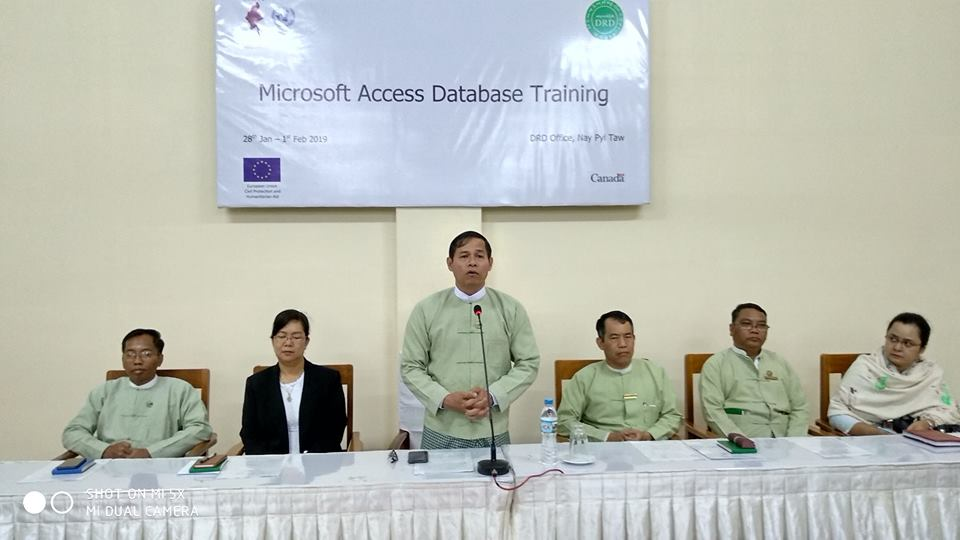 DRD
Microsoft Access Database Training
28th Jan – 1st Feb 2019
DRD Office, Nay Pyi Taw
European Union
Civil Protection and
Humanitarian Aid
Canada
SHOT ON MI 5X
MI DUAL CAMERA